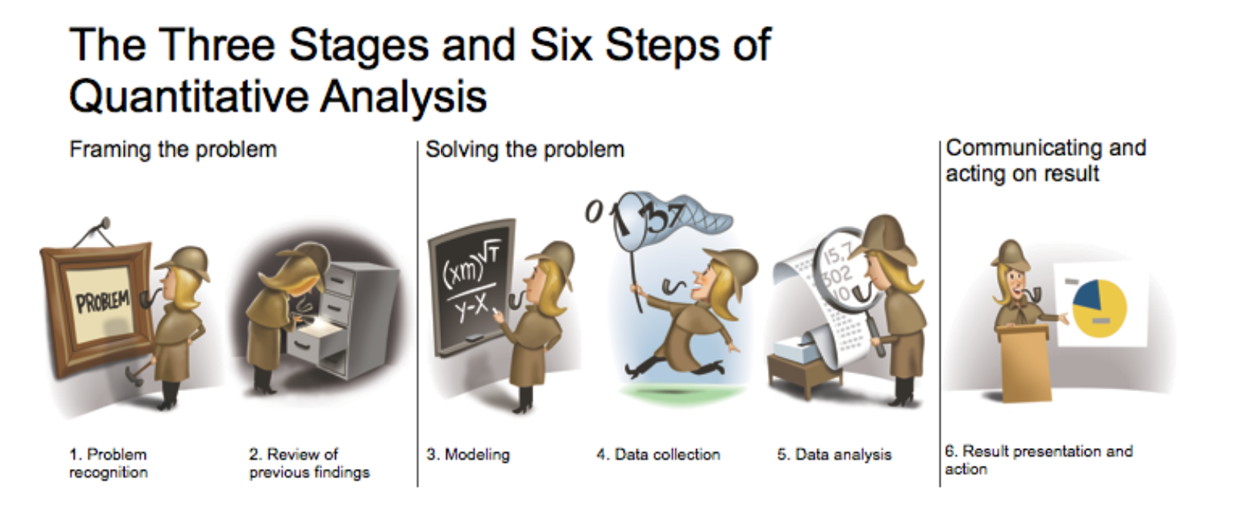 The Three Stages and Six Steps of
Quantitative Analysis
Framing the problem
Solving the problem
Communicating and
acting on result
PROBLEM
(xm)√T
y-X
0 1 37
15,7
302
10
1. Problem
recognition
2. Review of
previous findings
3. Modeling
4. Data collection
5. Data analysis
6. Result presentation and
action